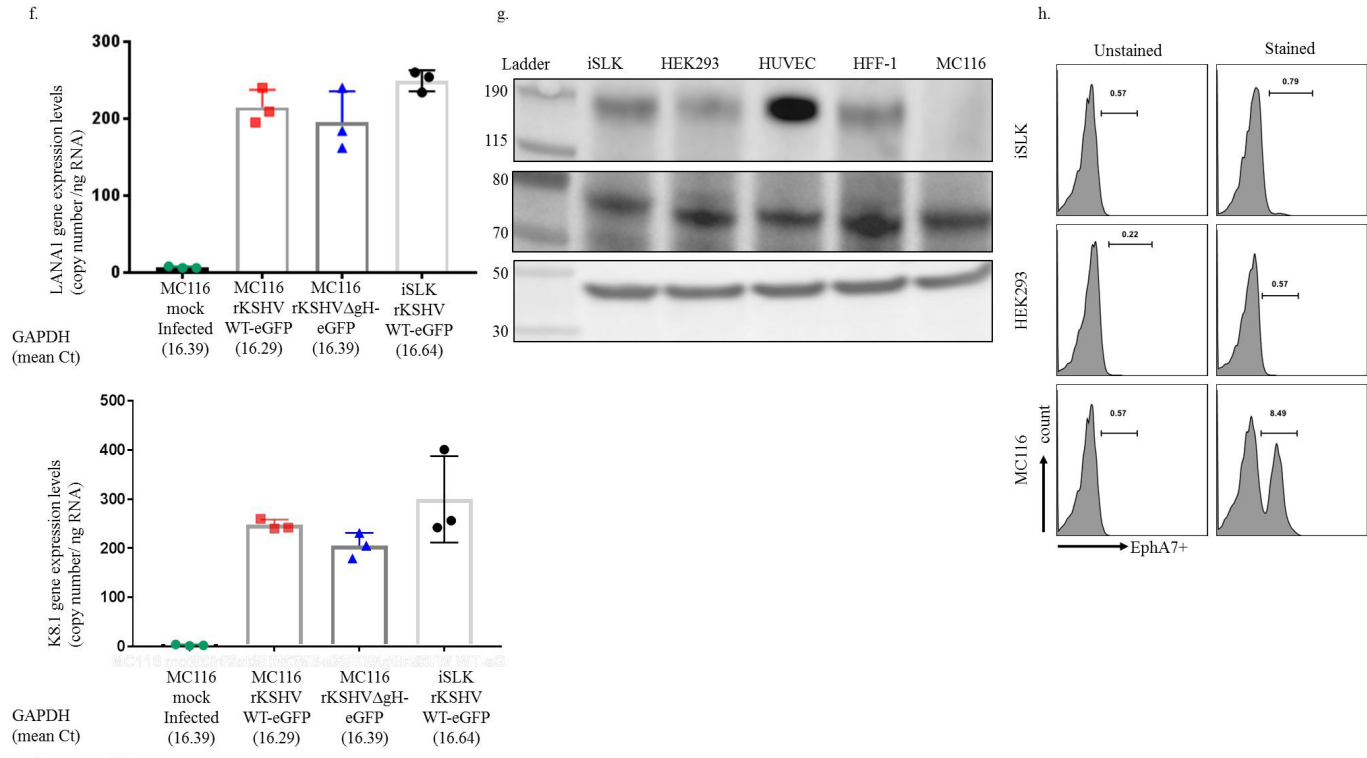 f.
LANA1 gene expression levels
(copy number /ng RNA)
300
200
100
0
MC116
mock
Infected
(16.39)
MC116
rKSHV
WT-eGFP
(16.29)
MC116
rKSHVΔgH-
eGFP
(16.39)
iSLK
rKSHV
WT-eGFP
(16.64)
GAPDH
(mean Ct)
K8.1 gene expression levels
(copy number/ ng RNA)
500
400
300
200
100
0
MC116
mock
Infected
(16.39)
MC116
rKSHV
WT-eGFP
(16.29)
MC116
rKSHVΔgH-
eGFP
(16.39)
iSLK
rKSHV
WT-eGFP
(16.64)
GAPDH
(mean Ct)
g.
Ladder iSLK HEK293 HUVEC HFF-1 MC116
190
115
80
70
50
30
h.
Unstained Stained
iSLK
0.57
0.79
HEK293
0.22
0.57
MC116
0.57
8.49
count
EphA7+